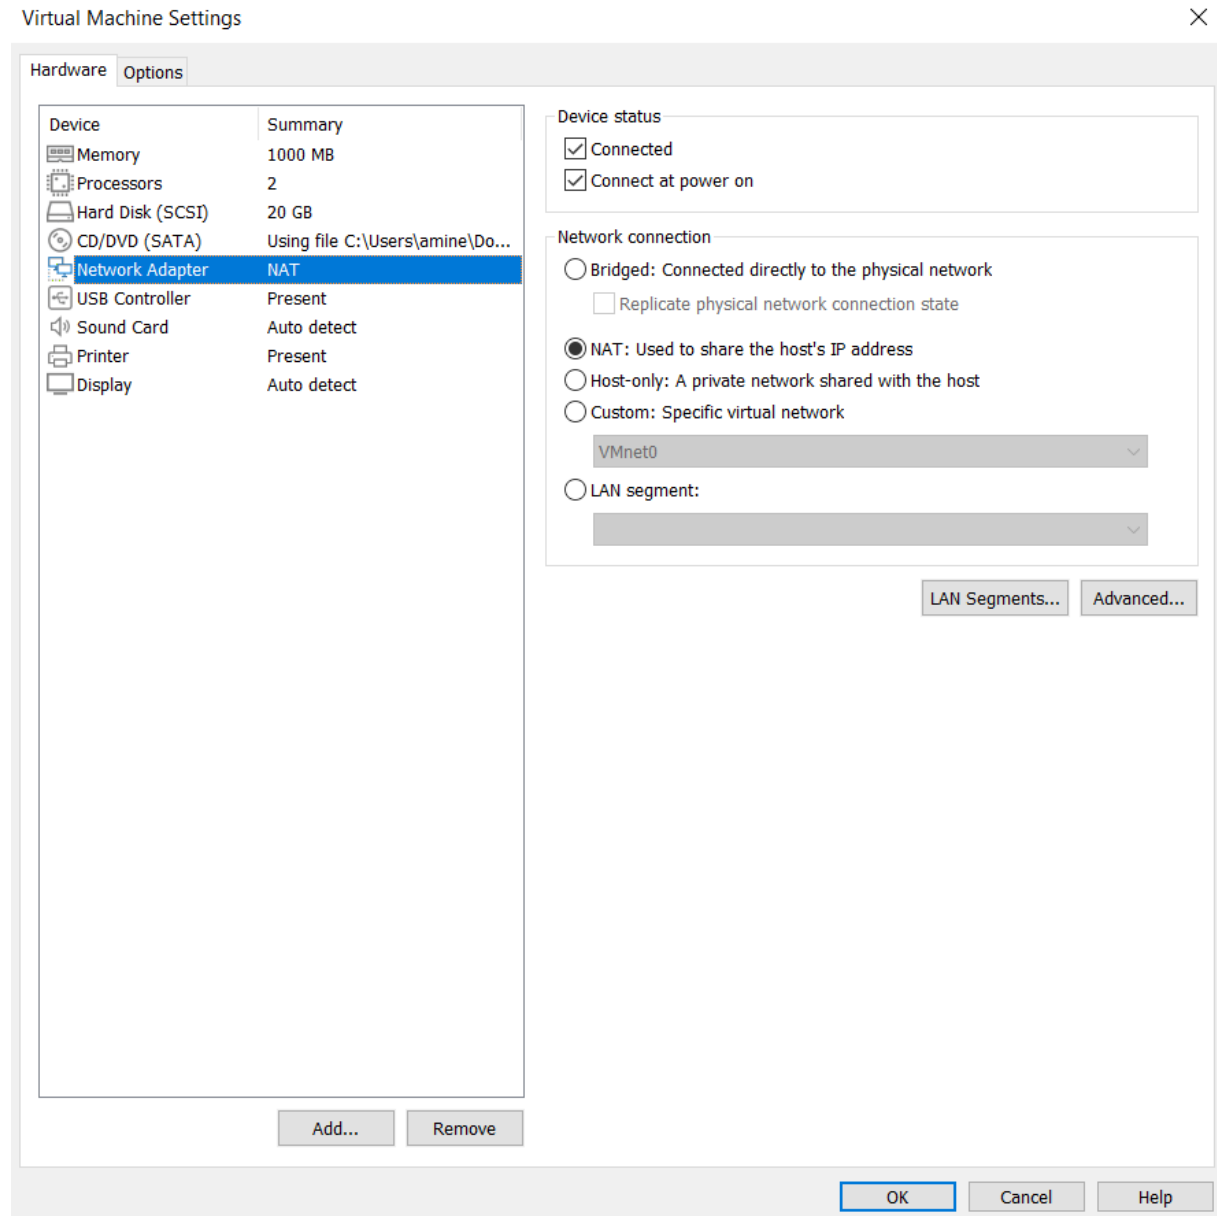 Virtual Machine Settings
Hardware Options
Device Summary
Memory 1000 MB
Processors 2
Hard Disk (SCSI) 20 GB
CD/DVD (SATA) Using file C:\Users\amine\Do...
Network Adapter NAT
USB Controller Present
Sound Card Auto detect
Printer Present
Display Auto detect
Add... Remove
Device status
Connected
Connect at power on
Network connection
Bridged: Connected directly to the physical network
Replicate physical network connection state
NAT: Used to share the host's IP address
Host-only: A private network shared with the host
Custom: Specific virtual network
VMnet0
LAN segment:
LAN Segments... Advanced...
OK Cancel Help